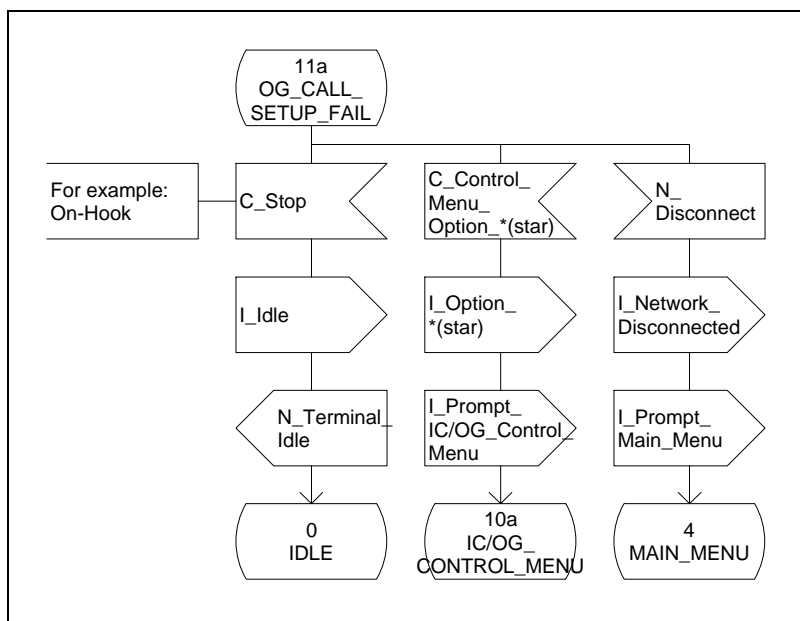 11a
OG_CALL_
SETUP_FAIL
For example:
On-Hook
C_Stop
C_Control_
Menu_
Option_*(star)
N_
Disconnect
I_Idle
I_Option_
*(star)
I_Network_
Disconnected
N_Terminal_
Idle
I_Prompt_
IC/OG_Control_
Menu
I_Prompt_
Main_Menu
0
IDLE
10a
IC/OG_
CONTROL_MENU
4
MAIN_MENU